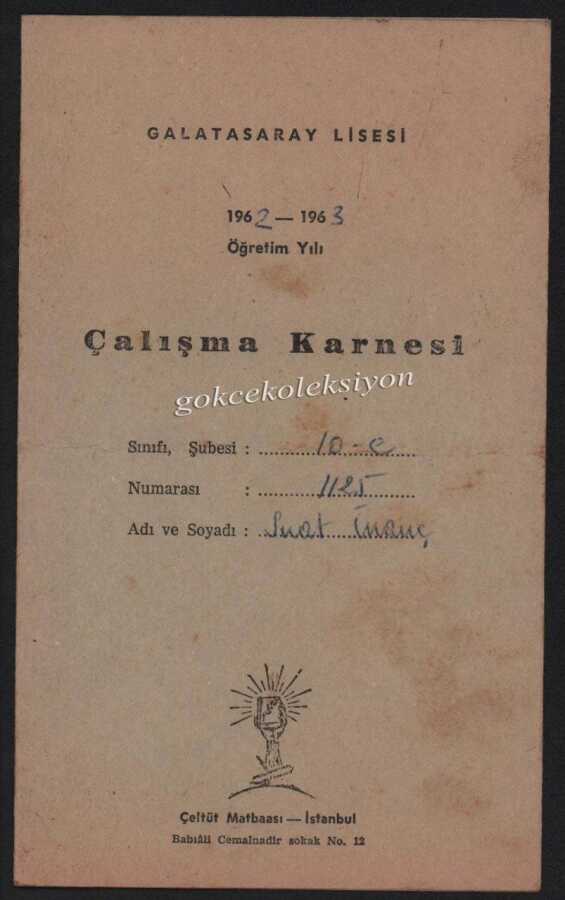 GALATASARAY LİSESİ
1962 — 1963
Öğretim Yılı
Çalışma Karnesi
gokcekoleksiyon
Sınıfı, Şubesi : 10-C
Numarası : 1125
Adı ve Soyadı : Suat İnanç
Çeltüt Matbaası — İstanbul
Babıâli Cemalnadir sokak No. 12